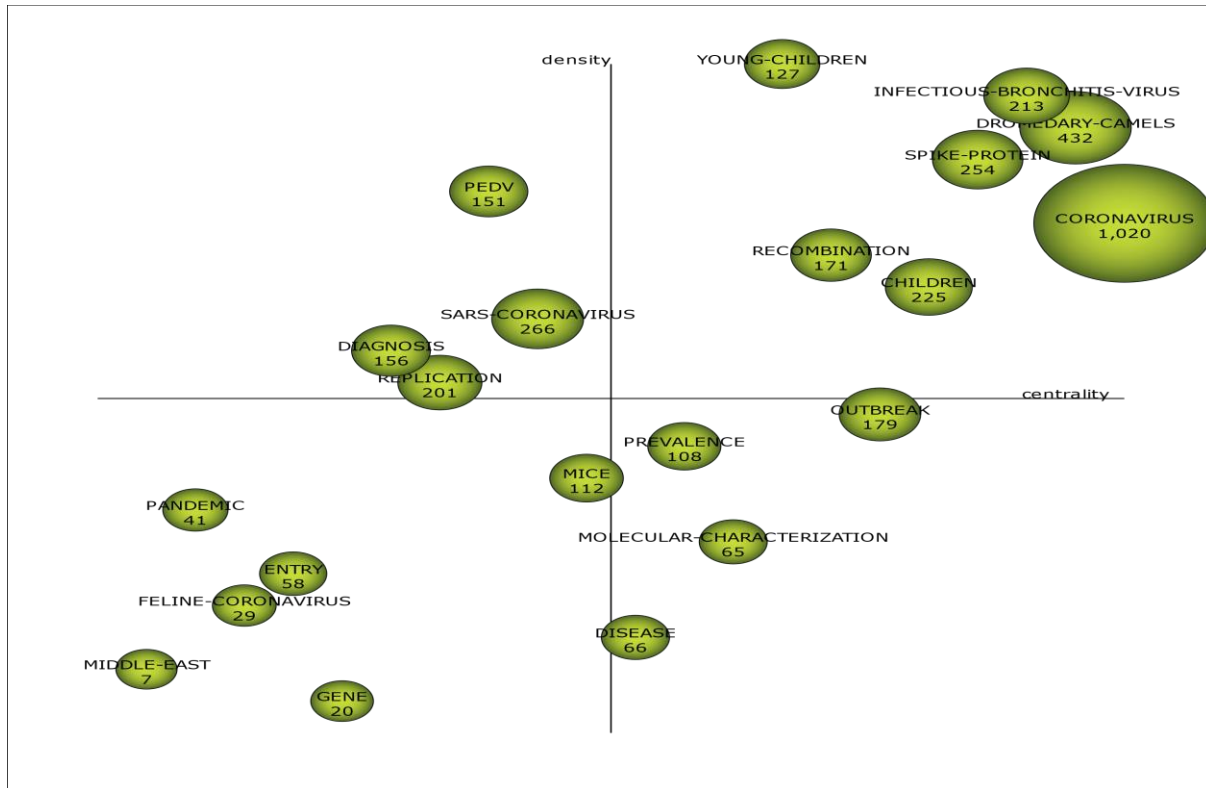 density
YOUNG-CHILDREN
127
INFECTIOUS-BRONCHITIS-VIRUS
213
DROMEDARY-CAMELS
432
SPIKE-PROTEIN
254
PEDV
151
CORONAVIRUS
1,020
RECOMBINATION
171
CHILDREN
225
SARS-CORONAVIRUS
266
DIAGNOSIS
156
REPLICATION
201
centrality
OUTBREAK
179
PREVALENCE
108
MICE
112
PANDEMIC
41
MOLECULAR-CHARACTERIZATION
65
ENTRY
58
FELINE-CORONAVIRUS
29
DISEASE
66
MIDDLE-EAST
7
GENE
20